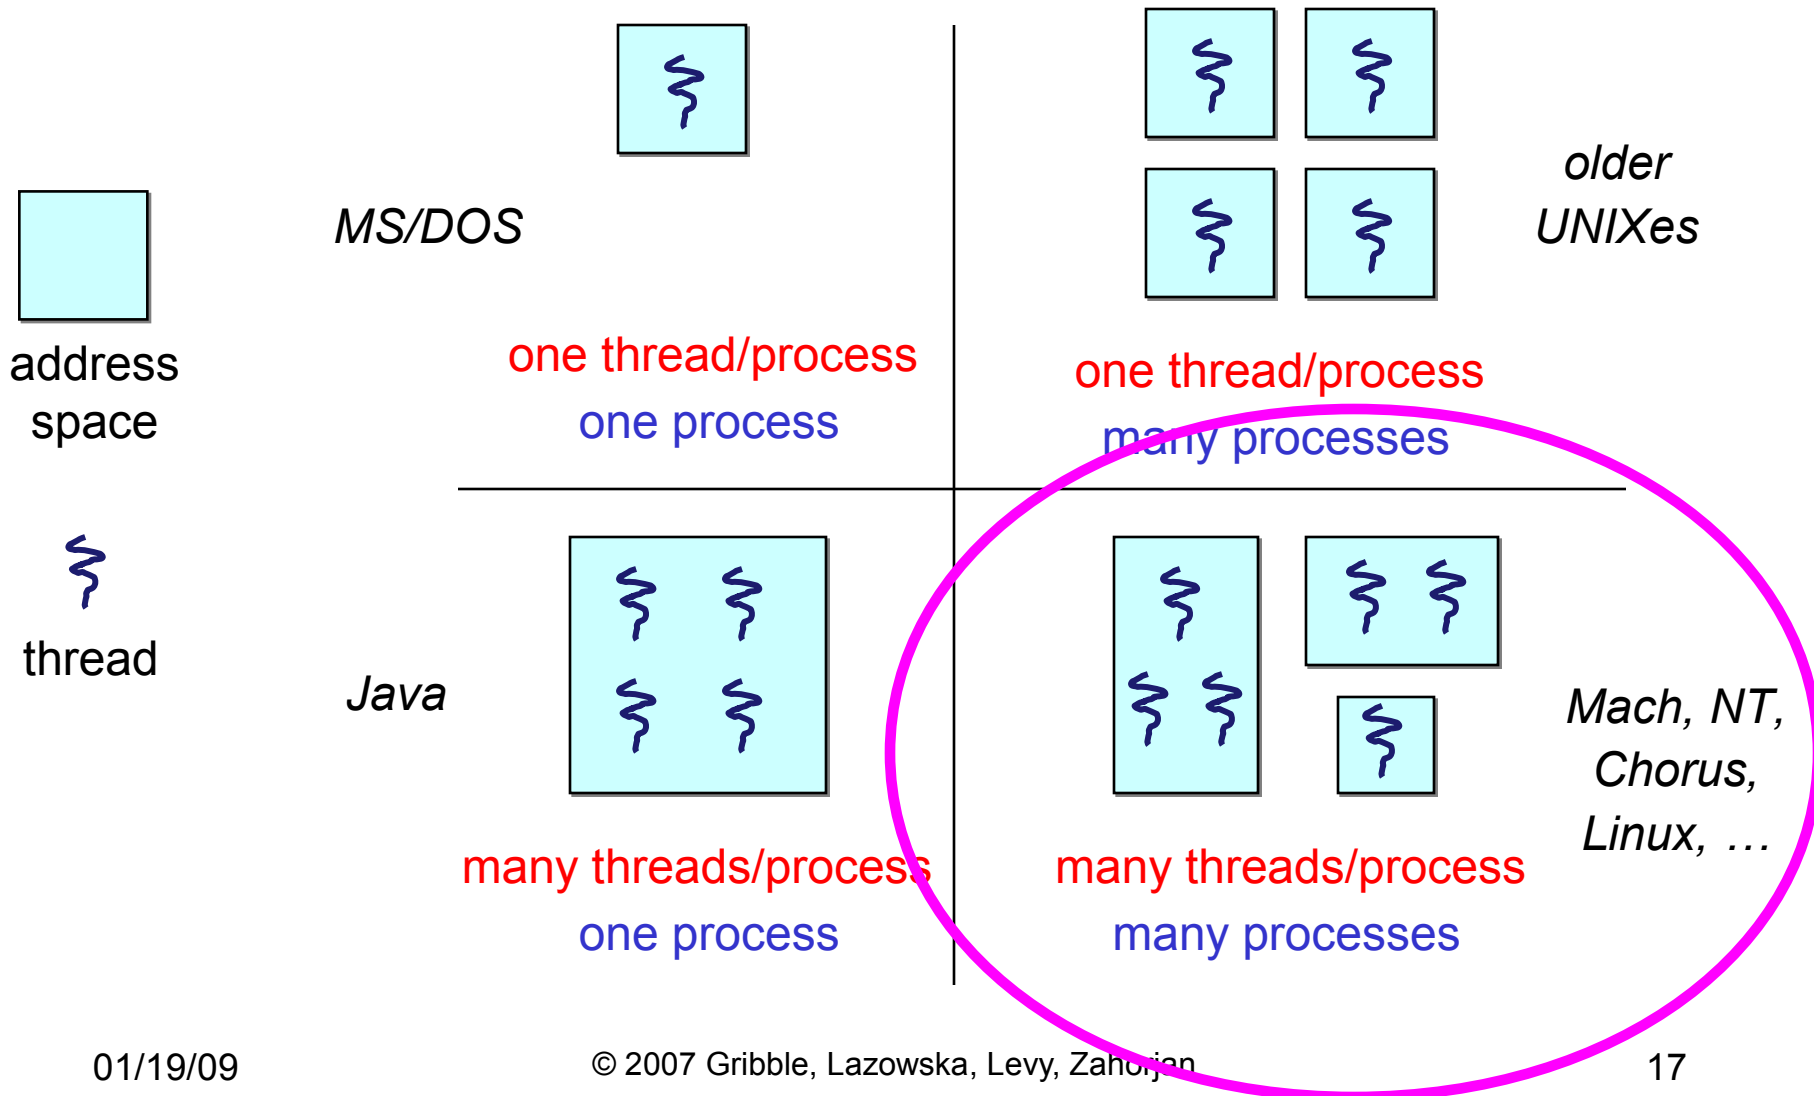 MS/DOS
older
UNIXes
address
space
one thread/process
one process
one thread/process
many processes
thread
Java
Mach, NT,
Chorus,
Linux, …
many threads/process
one process
many threads/process
many processes
01/19/09
© 2007 Gribble, Lazowska, Levy, Zahorjan
17